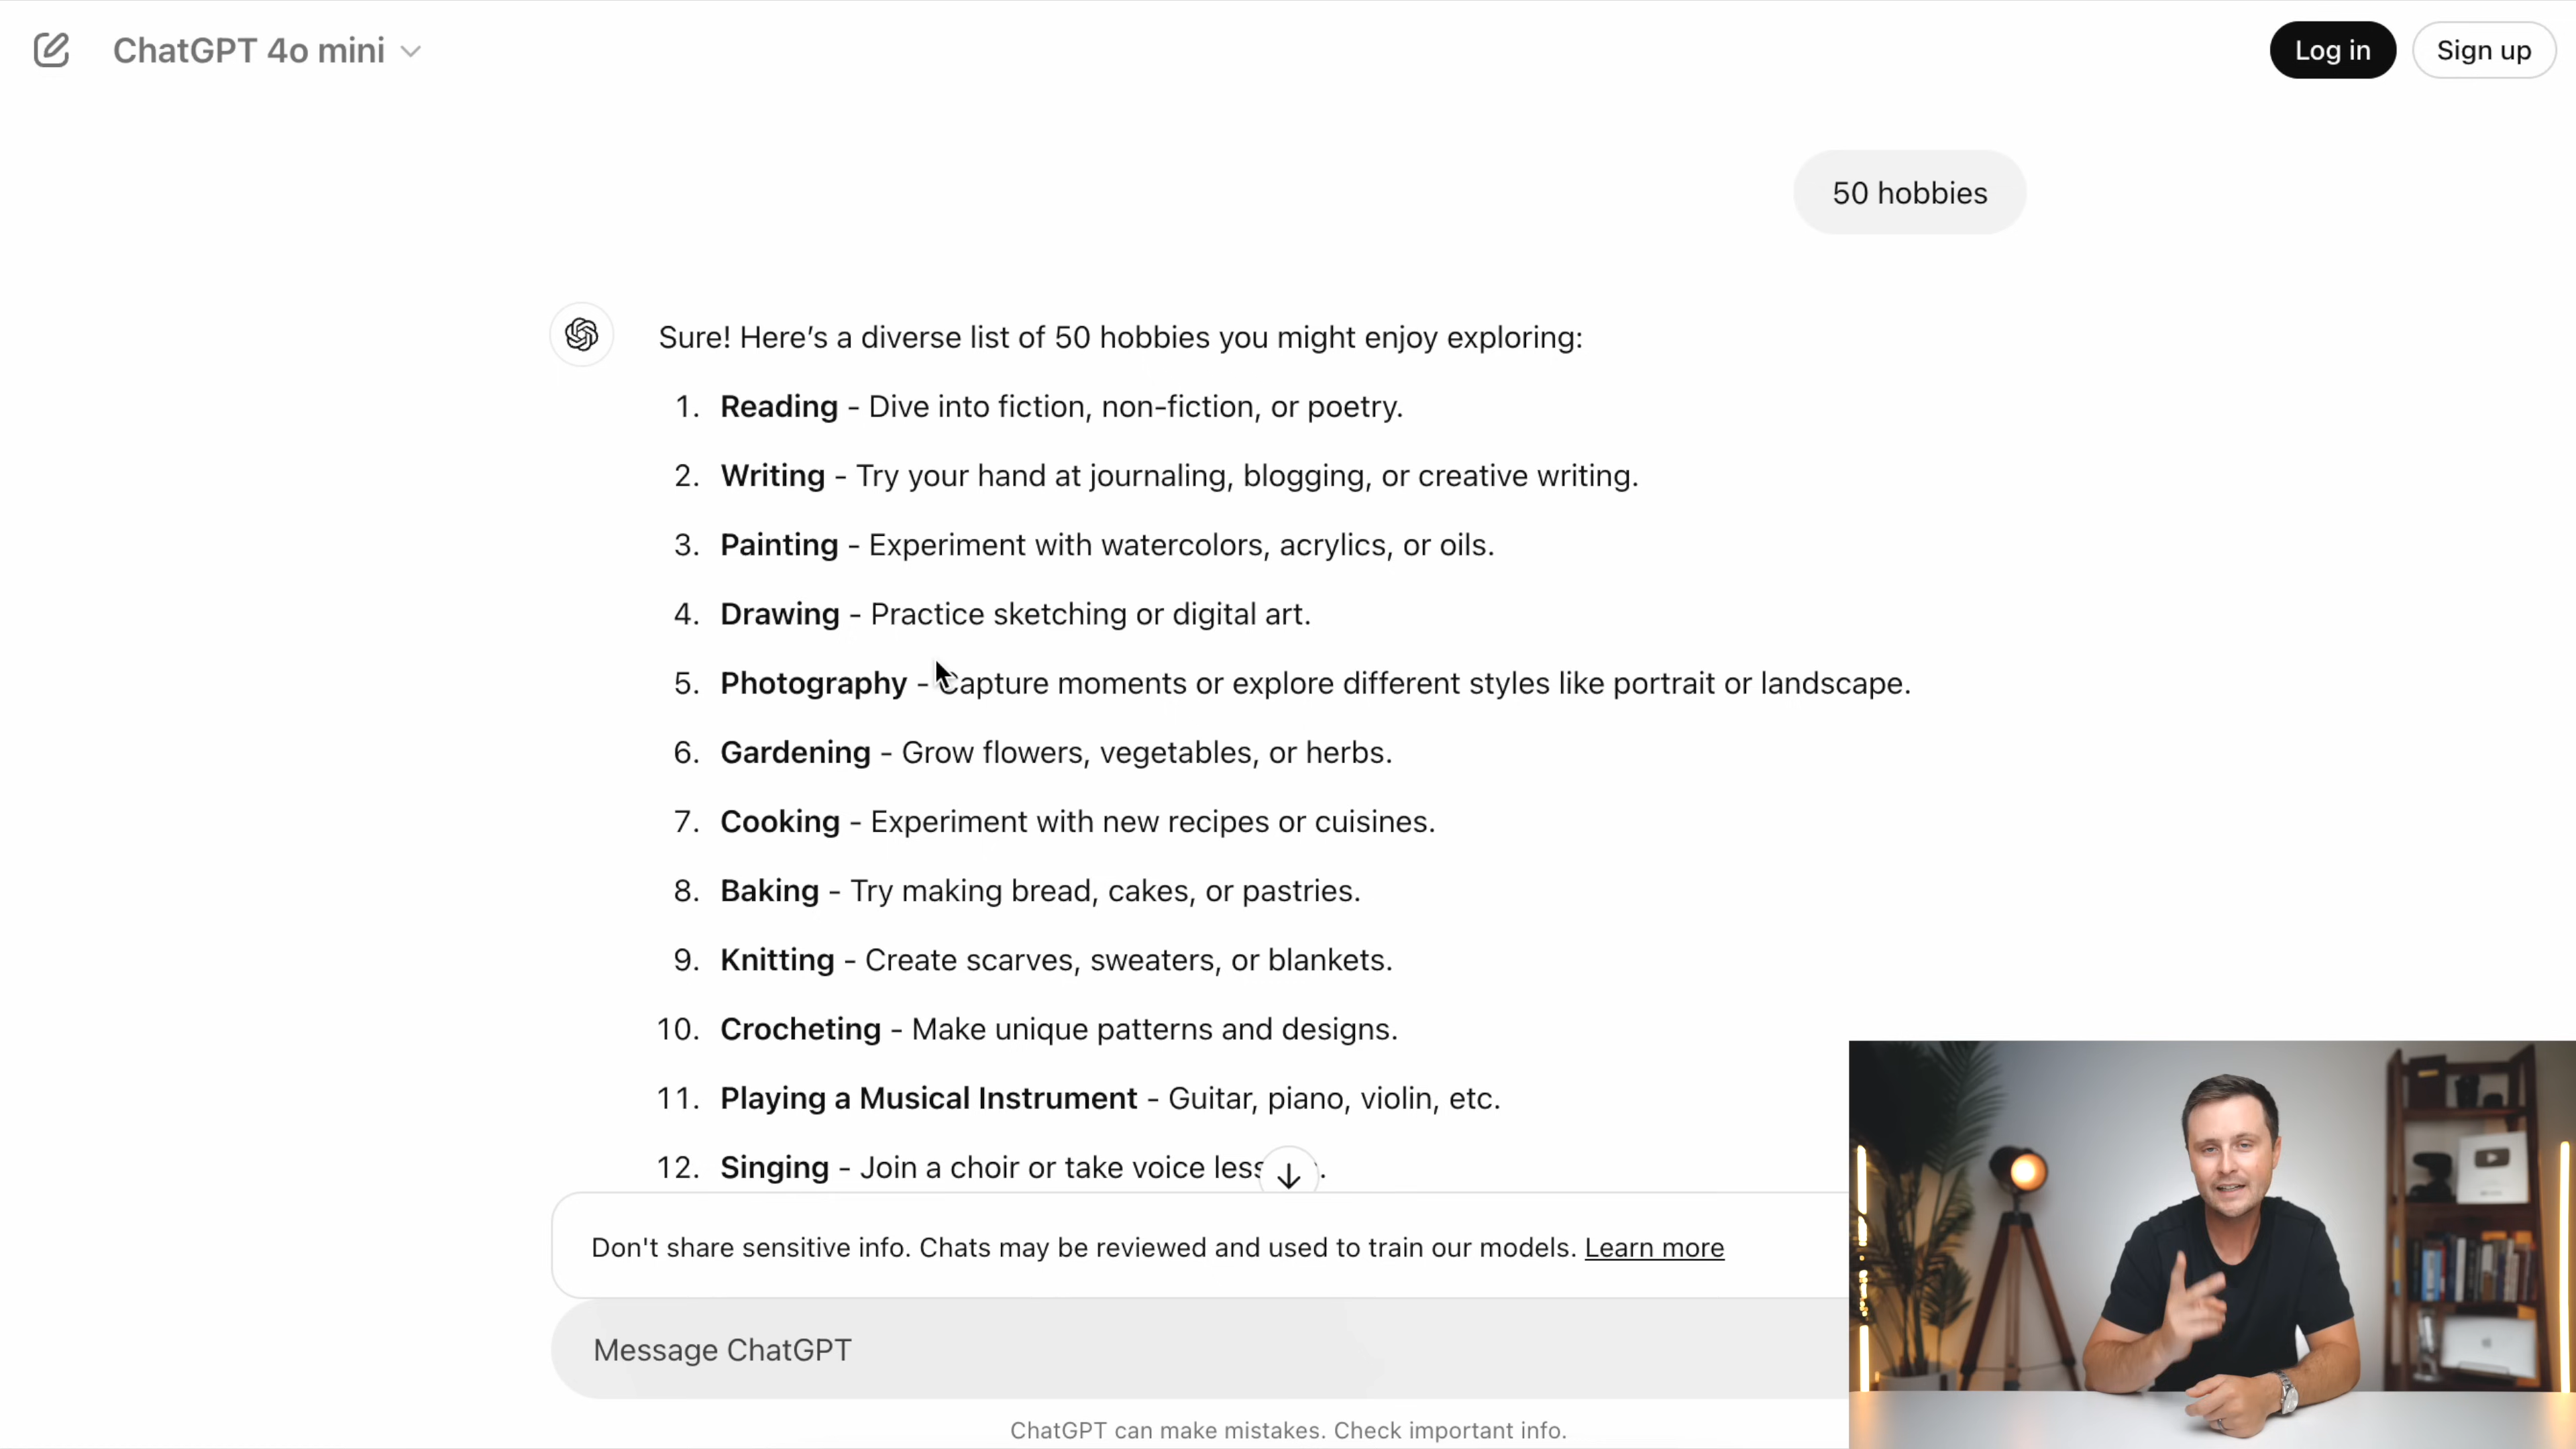 ChatGPT 4o mini
Log in
Sign up
50 hobbies
Sure! Here’s a diverse list of 50 hobbies you might enjoy exploring:
1. Reading - Dive into fiction, non-fiction, or poetry.
2. Writing - Try your hand at journaling, blogging, or creative writing.
3. Painting - Experiment with watercolors, acrylics, or oils.
4. Drawing - Practice sketching or digital art.
5. Photography - Capture moments or explore different styles like portrait or landscape.
6. Gardening - Grow flowers, vegetables, or herbs.
7. Cooking - Experiment with new recipes or cuisines.
8. Baking - Try making bread, cakes, or pastries.
9. Knitting - Create scarves, sweaters, or blankets.
10. Crocheting - Make unique patterns and designs.
11. Playing a Musical Instrument - Guitar, piano, violin, etc.
12. Singing - Join a choir or take voice
Don't share sensitive info. Chats may be reviewed and used to train our models. Learn more
Message ChatGPT
ChatGPT can make mistakes. Check important info.